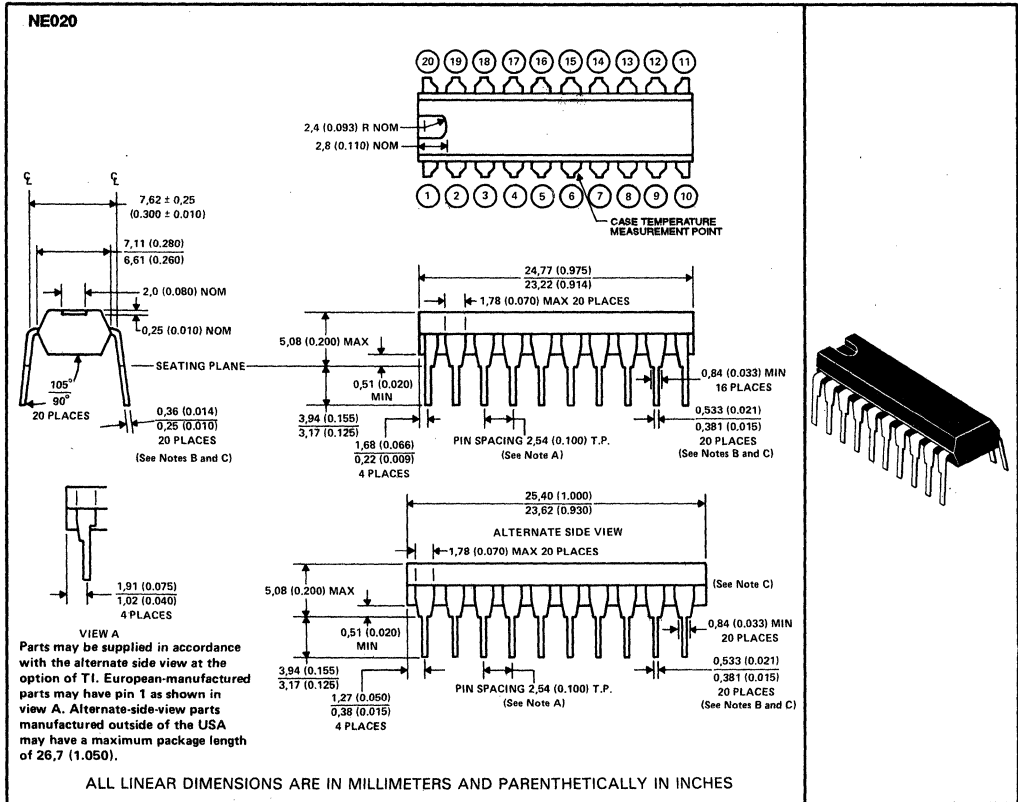 NE020
20 19 18 17 16 15 14 13 12 11
2,4 (0.093) R NOM
2,8 (0.110) NOM
1 2 3 4 5 6 7 8 9 10
CASE TEMPERATURE
MEASUREMENT POINT
℄ ℄
7,62 ± 0,25
(0.300 ± 0.010)
7,11 (0.280)
6,61 (0.260)
2,0 (0.080) NOM
0,25 (0.010) NOM
SEATING PLANE
105°
90°
20 PLACES
0,36 (0.014)
0,25 (0.010)
20 PLACES
(See Notes B and C)
24,77 (0.975)
23,22 (0.914)
1,78 (0.070) MAX 20 PLACES
5,08 (0.200) MAX
0,51 (0.020)
MIN
3,94 (0.155)
3,17 (0.125)
1,68 (0.066)
0,22 (0.009)
4 PLACES
PIN SPACING 2,54 (0.100) T.P.
(See Note A)
0,84 (0.033) MIN
16 PLACES
0,533 (0.021)
0,381 (0.015)
20 PLACES
(See Notes B and C)
25,40 (1.000)
23,62 (0.930)
ALTERNATE SIDE VIEW
1,78 (0.070) MAX 20 PLACES
5,08 (0.200) MAX
(See Note C)
0,51 (0.020)
MIN
3,94 (0.155)
3,17 (0.125)
1,27 (0.050)
0,38 (0.015)
4 PLACES
PIN SPACING 2,54 (0.100) T.P.
(See Note A)
0,84 (0.033) MIN
20 PLACES
0,533 (0.021)
0,381 (0.015)
20 PLACES
(See Notes B and C)
1,91 (0.075)
1,02 (0.040)
4 PLACES
VIEW A
Parts may be supplied in accordance
with the alternate side view at the
option of TI. European-manufactured
parts may have pin 1 as shown in
view A. Alternate-side-view parts
manufactured outside of the USA
may have a maximum package length
of 26,7 (1.050).
ALL LINEAR DIMENSIONS ARE IN MILLIMETERS AND PARENTHETICALLY IN INCHES